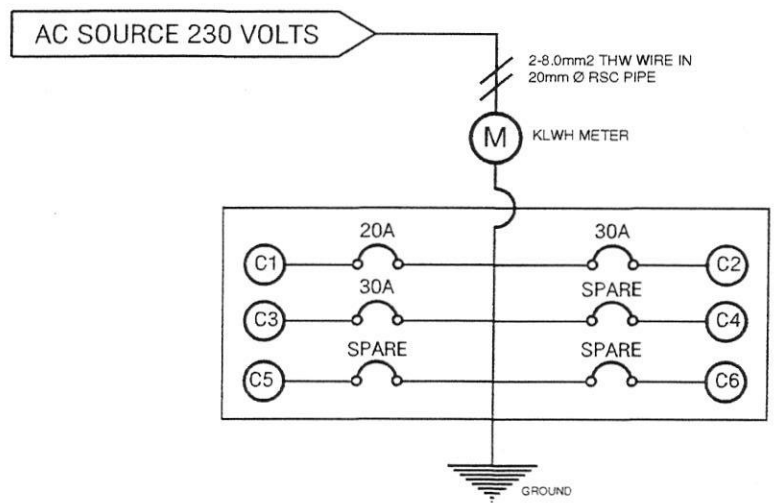 AC SOURCE 230 VOLTS
2-8.0mm2 THW WIRE IN
20mm Ø RSC PIPE
M
KLWH METER
20A
30A
C1
C2
30A
SPARE
C3
C4
SPARE
SPARE
C5
C6
GROUND